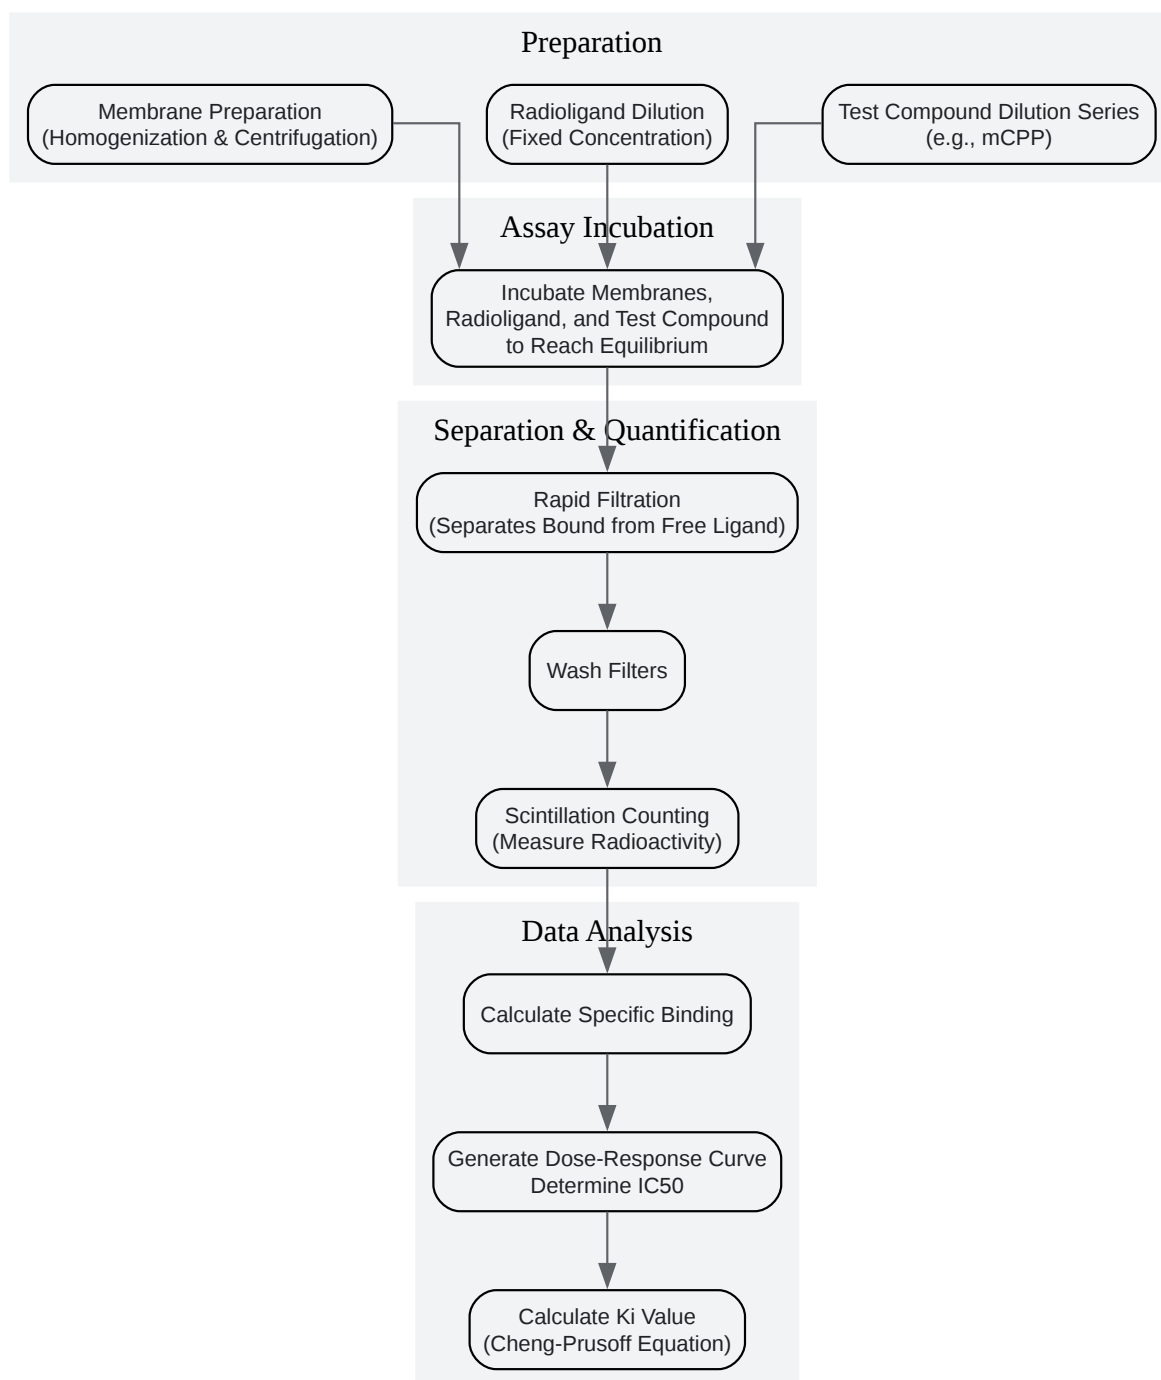 Preparation
Membrane Preparation
(Homogenization & Centrifugation)
Radioligand Dilution
(Fixed Concentration)
Test Compound Dilution Series
(e.g., mCPP)
Assay Incubation
Incubate Membranes,
Radioligand, and Test Compound
to Reach Equilibrium
Separation & Quantification
Rapid Filtration
(Separates Bound from Free Ligand)
Wash Filters
Scintillation Counting
(Measure Radioactivity)
Data Analysis
Calculate Specific Binding
Generate Dose-Response Curve
Determine IC50
Calculate Ki Value
(Cheng-Prusoff Equation)